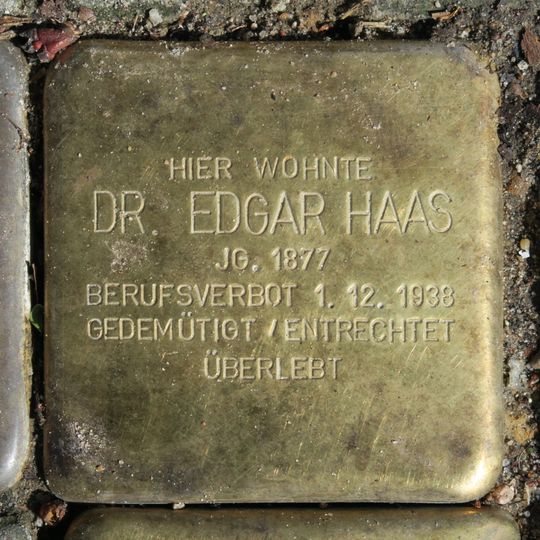 HIER WOHNTE
DR. EDGAR HAAS
JG. 1877
BERUFSVERBOT 1. 12. 1938
GEDEMÜTIGT / ENTRECHTET
ÜBERLEBT